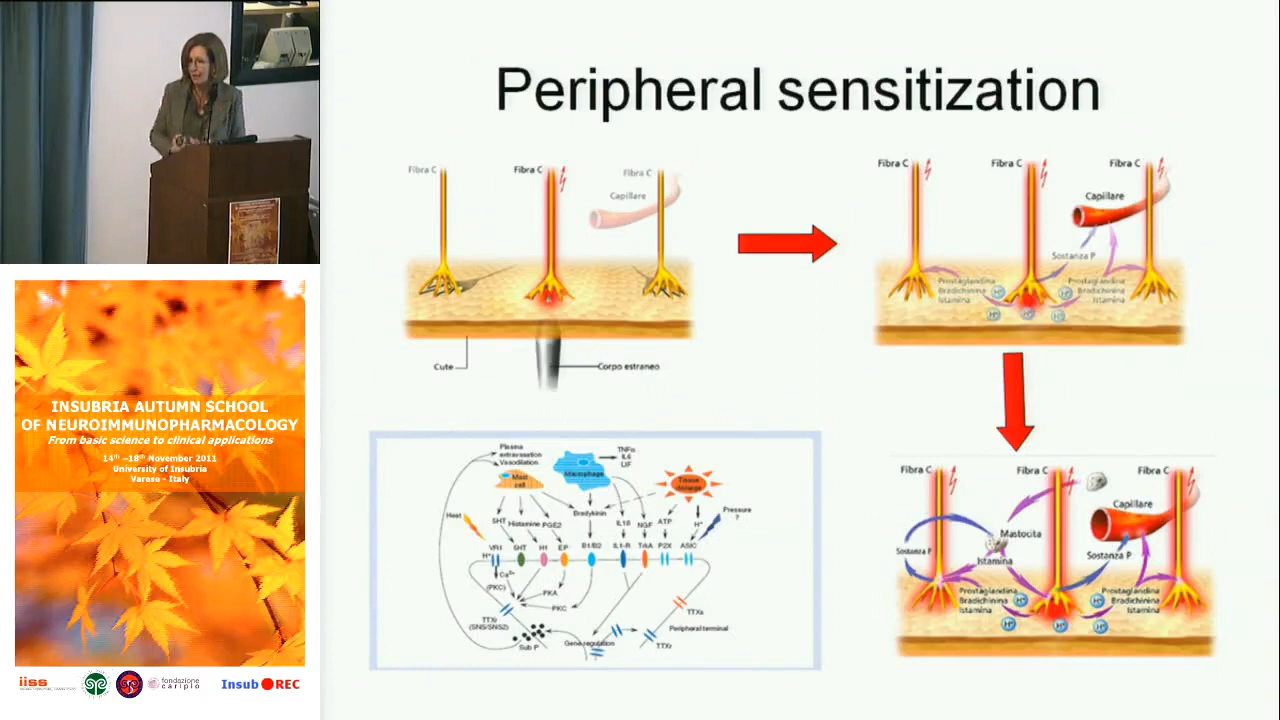 Peripheral sensitization
Fibra C
Fibra C
Fibra C
Capillare
Cute
Corpo estraneo
Fibra C
Fibra C
Fibra C
Capillare
Sostanza P
Prostaglandina
Bradichinina
Istamina
Prostaglandina
Bradichinina
Istamina
H+
H+
H+
H+
H+
Fibra C
Fibra C
Fibra C
Capillare
Mastocita
Sostanza P
Istamina
Sostanza P
Prostaglandina
Bradichinina
Istamina
Prostaglandina
Bradichinina
Istamina
H+
H+
H+
H+
Plasma
extravasation
Vasodilation
Mast
cell
Macrophage
TNFα
IL6
LIF
Tissue
damage
Heat
5HT
Histamine
PGE2
Bradykinin
IL1β
NGF
ATP
H+
Pressure
?
VR1
5HT
H1
EP
B1/B2
IL1-R
TrkA
P2X
ASIC
H+
Ca2+
(PKC)
PKA
PKC
TTXr
(SNS/SNS2)
Sub P
Gene regulation
TTXs
TTXr
Peripheral terminal
INSUBRIA AUTUMN SCHOOL
OF NEUROIMMUNOPHARMACOLOGY
From basic science to clinical applications
14th –18th November 2011
University of Insubria
Varese - Italy
iiss
fondazione
cariplo
Insub REC